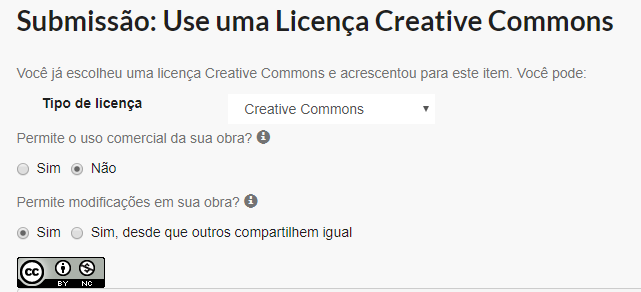 Submissão: Use uma Licença Creative Commons
Você já escolheu uma licença Creative Commons e acrescentou para este item. Você pode:
Tipo de licença
Creative Commons
Permite o uso comercial da sua obra?
Sim Não
Permite modificações em sua obra?
Sim Sim, desde que outros compartilhem igual
cc BY NC